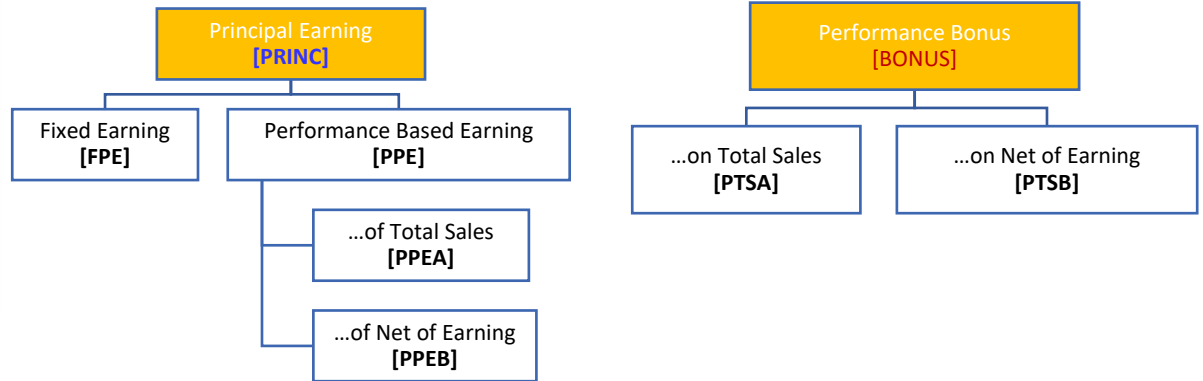 Principal Earning
[PRINC]
Fixed Earning
[FPE]
Performance Based Earning
[PPE]
...of Total Sales
[PPEA]
...of Net of Earning
[PPEB]
Performance Bonus
[BONUS]
...on Total Sales
[PTSA]
...on Net of Earning
[PTSB]